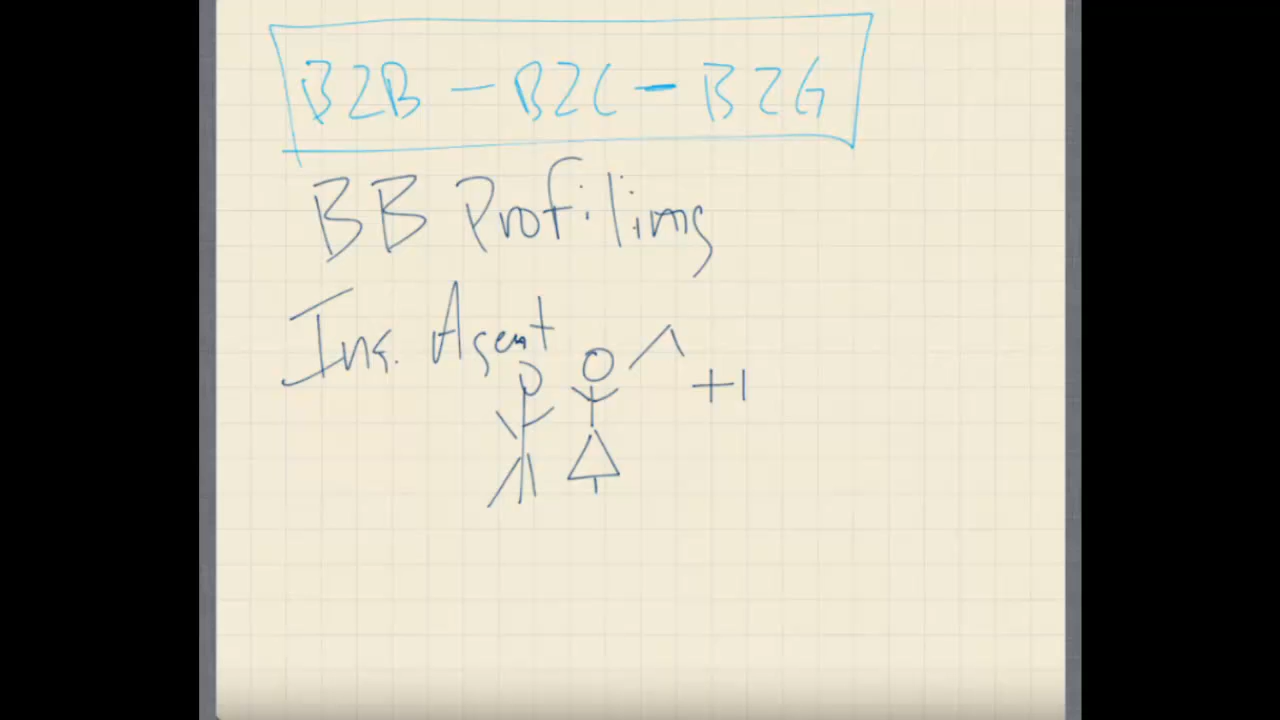 B2B - B2C - B2G
BB Profiling
Ins. Agent
+1